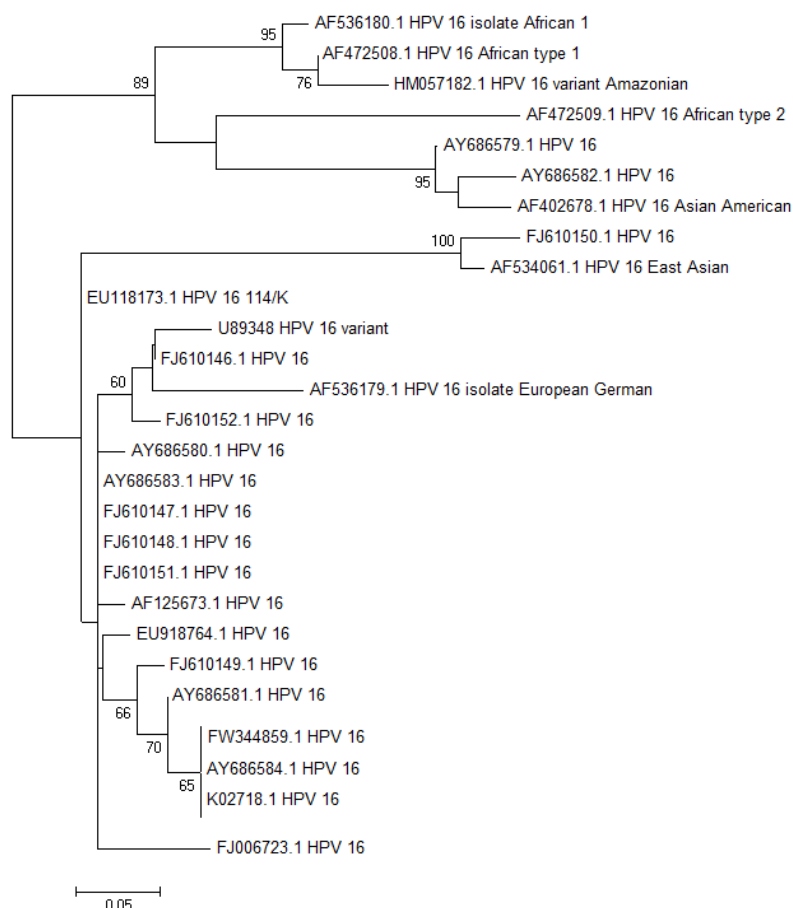 AF536180.1 HPV 16 isolate African 1
95
AF472508.1 HPV 16 African type 1
89
76
HM057182.1 HPV 16 variant Amazonian
AF472509.1 HPV 16 African type 2
AY686579.1 HPV 16
95
AY686582.1 HPV 16
AF402678.1 HPV 16 Asian American
100
FJ610150.1 HPV 16
AF534061.1 HPV 16 East Asian
EU118173.1 HPV 16 114/K
U89348 HPV 16 variant
FJ610146.1 HPV 16
60
AF536179.1 HPV 16 isolate European German
FJ610152.1 HPV 16
AY686580.1 HPV 16
AY686583.1 HPV 16
FJ610147.1 HPV 16
FJ610148.1 HPV 16
FJ610151.1 HPV 16
AF125673.1 HPV 16
EU918764.1 HPV 16
FJ610149.1 HPV 16
66
AY686581.1 HPV 16
70
FW344859.1 HPV 16
AY686584.1 HPV 16
65
K02718.1 HPV 16
FJ006723.1 HPV 16
0.05